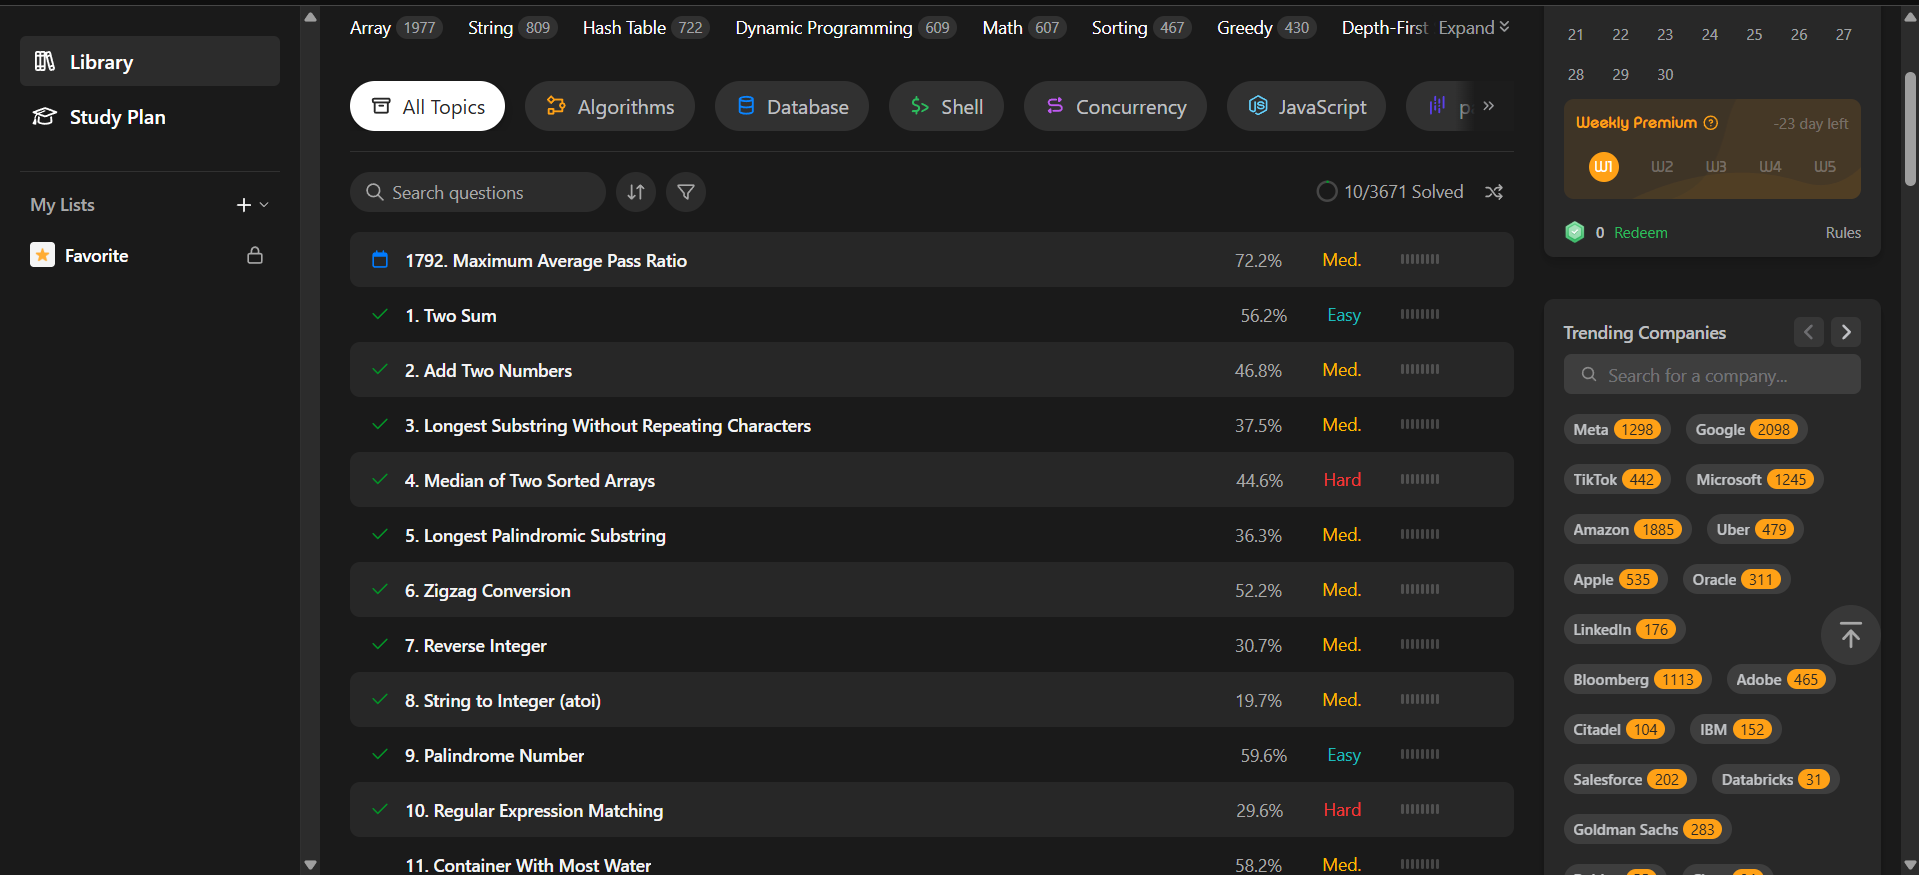 Library
Study Plan
My Lists
Favorite
Array 1977 String 809 Hash Table 722 Dynamic Programming 609 Math 607 Sorting 467 Greedy 430 Depth-First Expand
All Topics Algorithms Database Shell Concurrency JavaScript
Search questions 10/3671 Solved
1792. Maximum Average Pass Ratio 72.2% Med.
1. Two Sum 56.2% Easy
2. Add Two Numbers 46.8% Med.
3. Longest Substring Without Repeating Characters 37.5% Med.
4. Median of Two Sorted Arrays 44.6% Hard
5. Longest Palindromic Substring 36.3% Med.
6. Zigzag Conversion 52.2% Med.
7. Reverse Integer 30.7% Med.
8. String to Integer (atoi) 19.7% Med.
9. Palindrome Number 59.6% Easy
10. Regular Expression Matching 29.6% Hard
11. Container With Most Water 58.2% Med.
21 22 23 24 25 26 27
28 29 30
Weekly Premium -23 day left
W1 W2 W3 W4 W5
0 Redeem Rules
Trending Companies
Search for a company...
Meta 1298 Google 2098
TikTok 442 Microsoft 1245
Amazon 1885 Uber 479
Apple 535 Oracle 311
LinkedIn 176
Bloomberg 1113 Adobe 465
Citadel 104 IBM 152
Salesforce 202 Databricks 31
Goldman Sachs 283